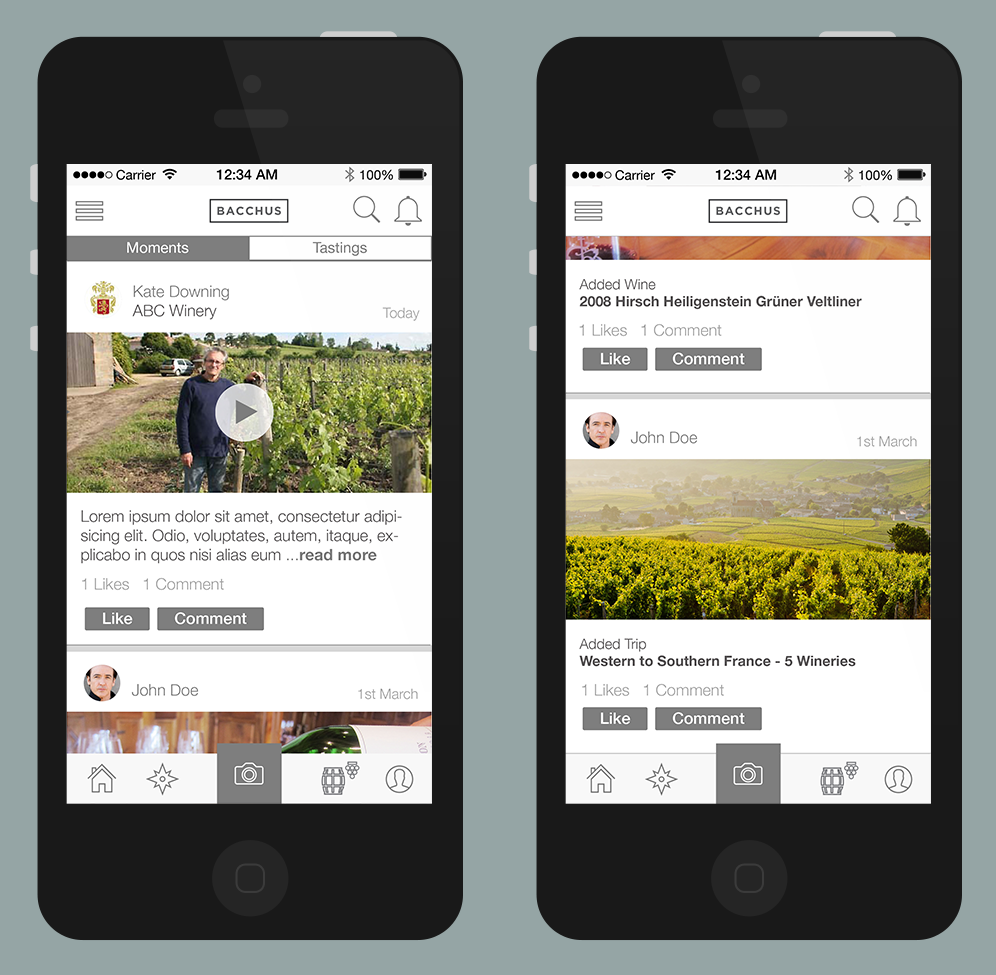 Carrier 12:34 AM 100%
BACCHUS
Moments Tastings
Kate Downing
ABC Winery
Today
Lorem ipsum dolor sit amet, consectetur adipi-
sicing elit. Odio, voluptates, autem, itaque, ex-
plicabo in quos nisi alias eum ...read more
1 Likes 1 Comment
Like Comment
John Doe
1st March
Carrier 12:34 AM 100%
BACCHUS
Added Wine
2008 Hirsch Heiligenstein Grüner Veltliner
1 Likes 1 Comment
Like Comment
John Doe
1st March
Added Trip
Western to Southern France - 5 Wineries
1 Likes 1 Comment
Like Comment